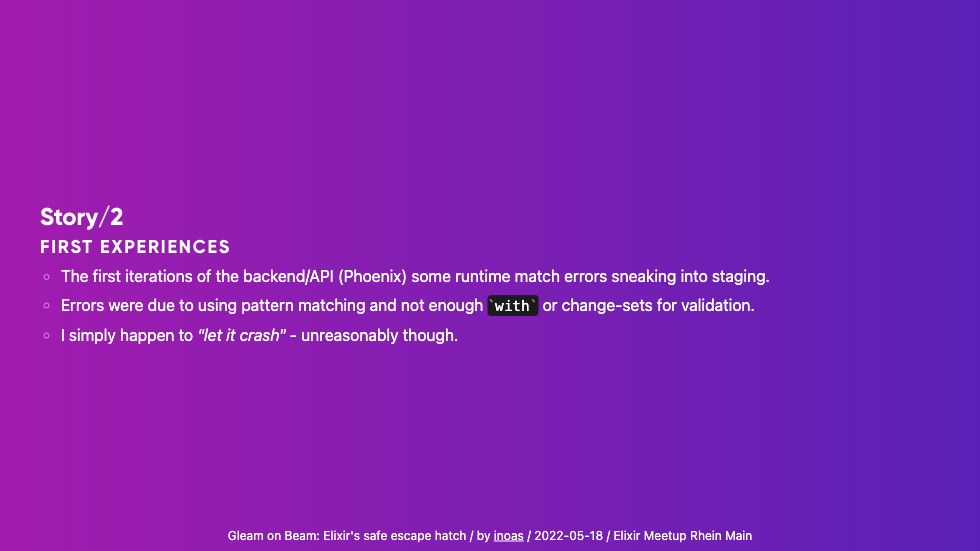 Story/2
FIRST EXPERIENCES
The first iterations of the backend/API (Phoenix) some runtime match errors sneaking into staging.
Errors were due to using pattern matching and not enough `with` or change-sets for validation.
I simply happen to "let it crash" - unreasonably though.
Gleam on Beam: Elixir's safe escape hatch / by inoas / 2022-05-18 / Elixir Meetup Rhein Main